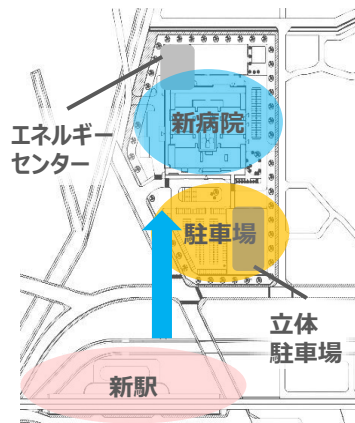 新病院
エネルギー
センター
駐車場
立体
駐車場
新駅